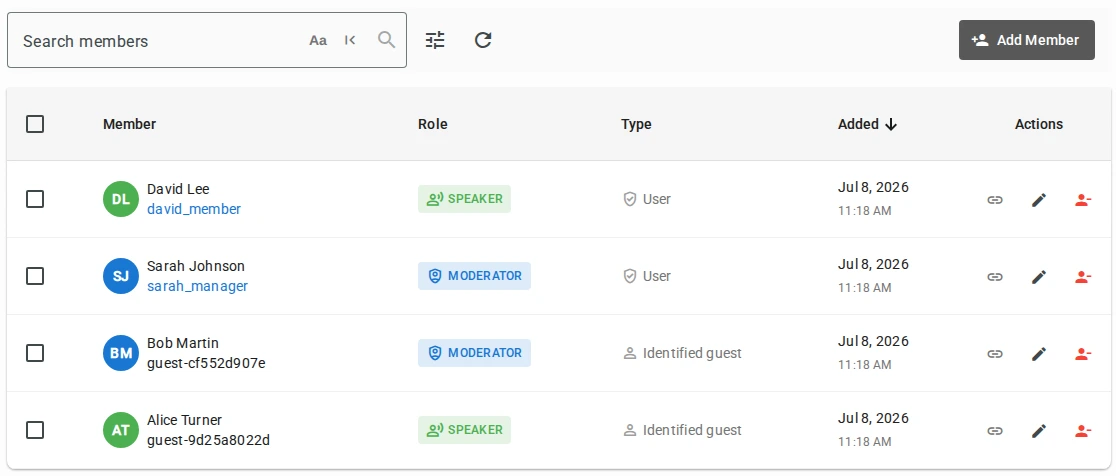 Search members Aa Add Member
Member Role Type Added Actions
DL David Lee SPEAKER User Jul 8, 2026
david_member 11:18 AM
SJ Sarah Johnson MODERATOR User Jul 8, 2026
sarah_manager 11:18 AM
BM Bob Martin MODERATOR Identified guest Jul 8, 2026
guest-cf552d907e 11:18 AM
AT Alice Turner SPEAKER Identified guest Jul 8, 2026
guest-9d25a8022d 11:18 AM